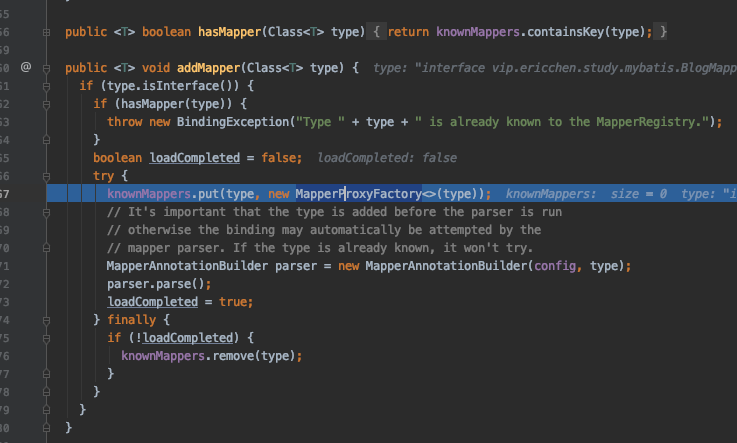 55
56 public <T> boolean hasMapper(Class<T> type) { return knownMappers.containsKey(type); }
59
60 @ public <T> void addMapper(Class<T> type) {  type: "interface vip.ericchen.study.mybatis.BlogMapp
61 if (type.isInterface()) {
62 if (hasMapper(type)) {
63 throw new BindingException("Type " + type + " is already known to the MapperRegistry.");
64 }
65 boolean loadCompleted = false;  loadCompleted: false
66 try {
67 knownMappers.put(type, new MapperProxyFactory<>(type));  knownMappers:  size = 0  type: "i
68 // It's important that the type is added before the parser is run
69 // otherwise the binding may automatically be attempted by the
70 // mapper parser. If the type is already known, it won't try.
71 MapperAnnotationBuilder parser = new MapperAnnotationBuilder(config, type);
72 parser.parse();
73 loadCompleted = true;
74 } finally {
75 if (!loadCompleted) {
76 knownMappers.remove(type);
77 }
78 }
79 }
80 }